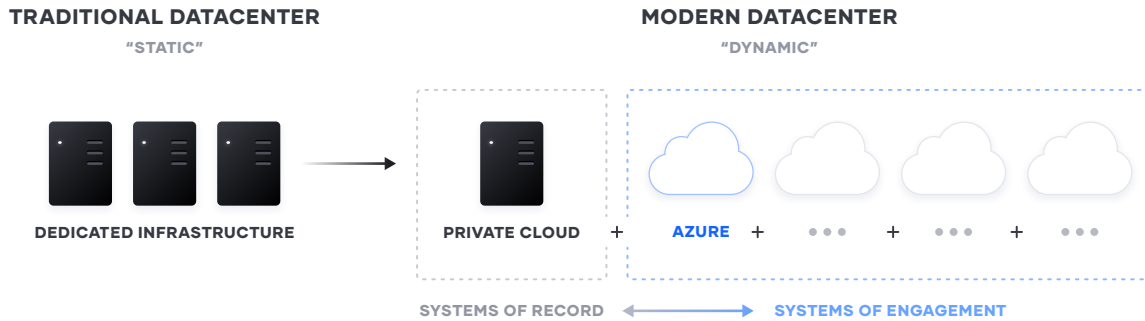 TRADITIONAL DATACENTER
“STATIC”
MODERN DATACENTER
“DYNAMIC”
DEDICATED INFRASTRUCTURE
PRIVATE CLOUD + AZURE + ••• + ••• + •••
SYSTEMS OF RECORD
SYSTEMS OF ENGAGEMENT